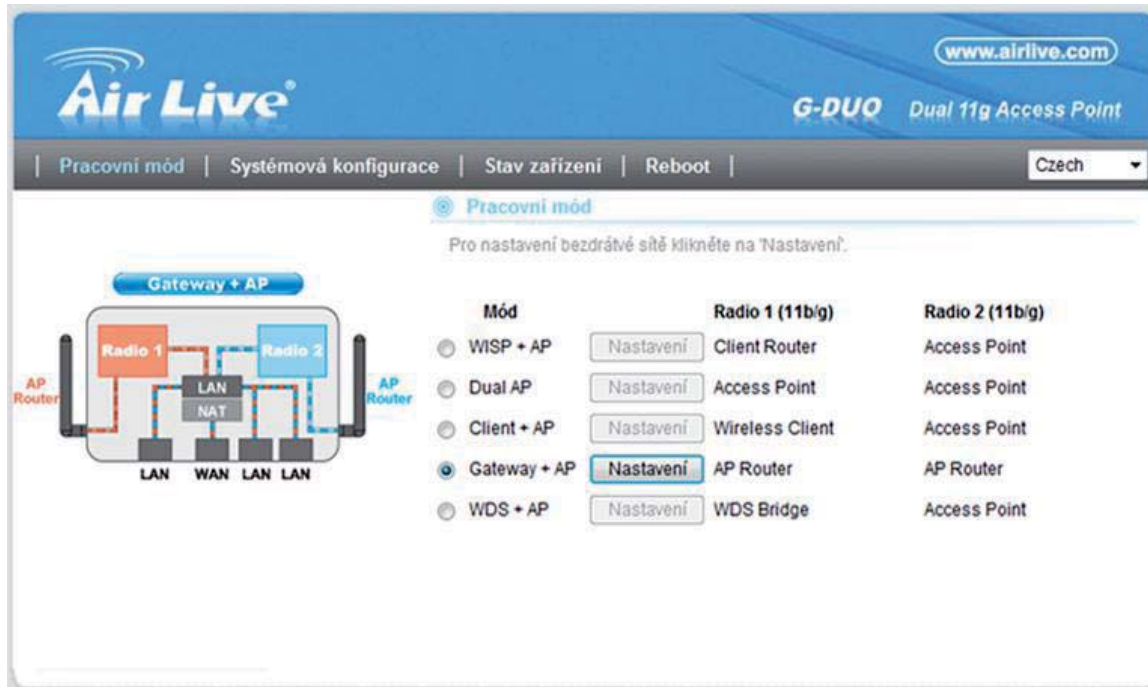 www.airlive.com
Air Live®
G-DUO Dual 11g Access Point
| Pracovní mód | Systémová konfigurace | Stav zařízení | Reboot |
Czech
Pracovní mód
Pro nastavení bezdrátvé sítě klikněte na 'Nastavení'.
Gateway + AP
Radio 1
Radio 2
LAN
NAT
AP Router
AP Router
LAN WAN LAN LAN
Mód Radio 1 (11b/g) Radio 2 (11b/g)
WISP + AP Nastavení Client Router Access Point
Dual AP Nastavení Access Point Access Point
Client + AP Nastavení Wireless Client Access Point
Gateway + AP Nastavení AP Router AP Router
WDS + AP Nastavení WDS Bridge Access Point